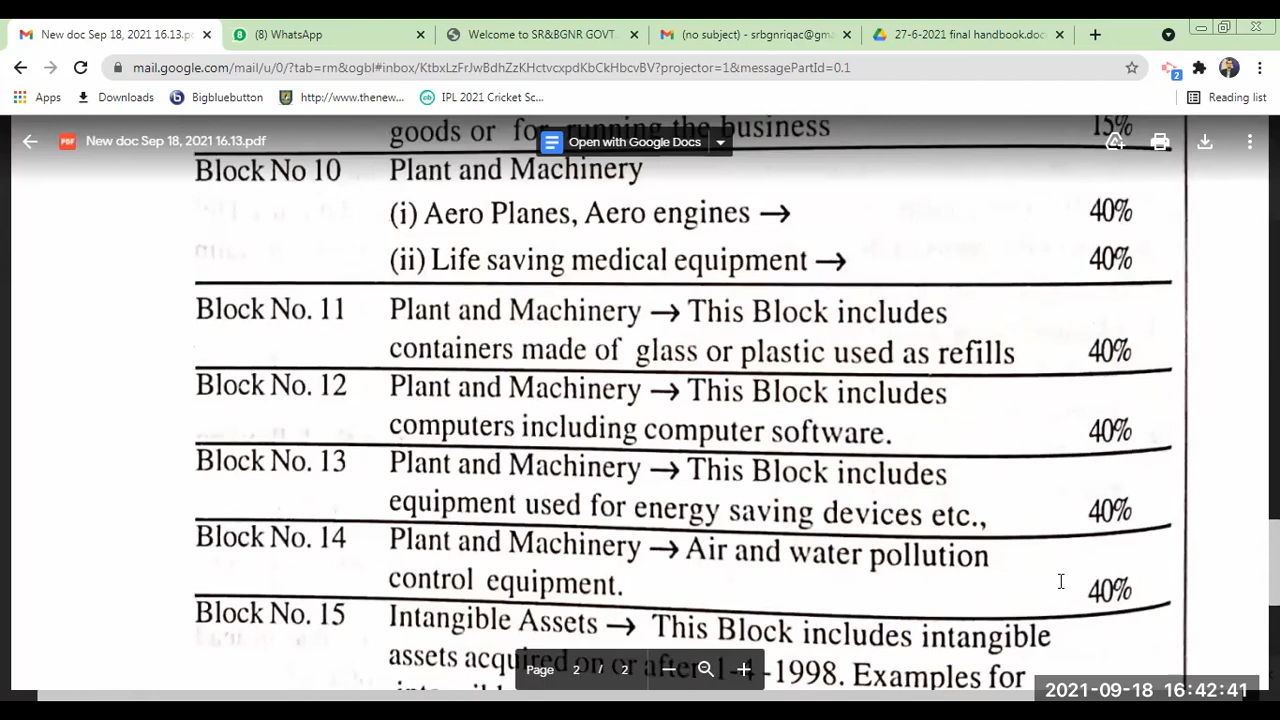 New doc Sep 18, 2021 16.13.p
(8) WhatsApp
Welcome to SR&BGNR GOVT.
(no subject) - srbgnriqac@gma
27-6-2021 final handbook.doc
mail.google.com/mail/u/0/?tab=rm&ogbl#inbox/KtbxLzFrJwBdhZzKHctvcxpdKbCkHbcvBV?projector=1&messagePartId=0.1
2
Apps
Downloads
Bigbluebutton
http://www.thenew...
IPL 2021 Cricket Sc...
Reading list
goods or for running the business 15%
PDF New doc Sep 18, 2021 16.13.pdf
Open with Google Docs
Block No 10 Plant and Machinery
(i) Aero Planes, Aero engines → 40%
(ii) Life saving medical equipment → 40%
Block No. 11 Plant and Machinery → This Block includes
containers made of glass or plastic used as refills 40%
Block No. 12 Plant and Machinery → This Block includes
computers including computer software. 40%
Block No. 13 Plant and Machinery → This Block includes
equipment used for energy saving devices etc., 40%
Block No. 14 Plant and Machinery → Air and water pollution
control equipment. 40%
Block No. 15 Intangible Assets → This Block includes intangible
assets acquired on or after 1-4-1998. Examples for
Page 2 / 2
2021-09-18 16:42:41